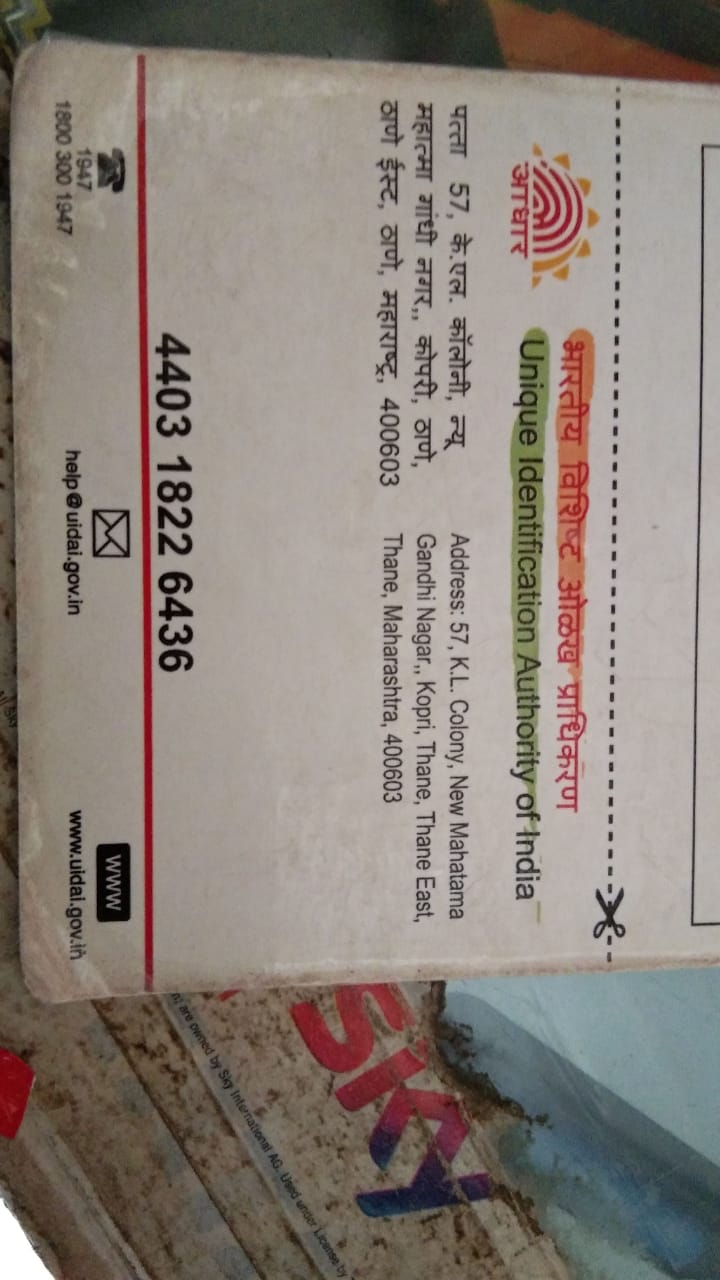 आधार
भारतीय विशिष्ट ओळख प्राधिकरण
Unique Identification Authority of India
पत्ता 57, के.एल. कॉलोनी, न्यू
महात्मा गांधी नगर,, कोपरी, ठाणे,
ठाणे ईस्ट, ठाणे, महाराष्ट्र, 400603
Address: 57, K.L. Colony, New Mahatama
Gandhi Nagar,, Kopri, Thane, Thane East,
Thane, Maharashtra, 400603
4403 1822 6436
1947
1800 300 1947
help@uidai.gov.in
www
www.uidai.gov.in
sky
are owned by Sky International AG. Used under License by